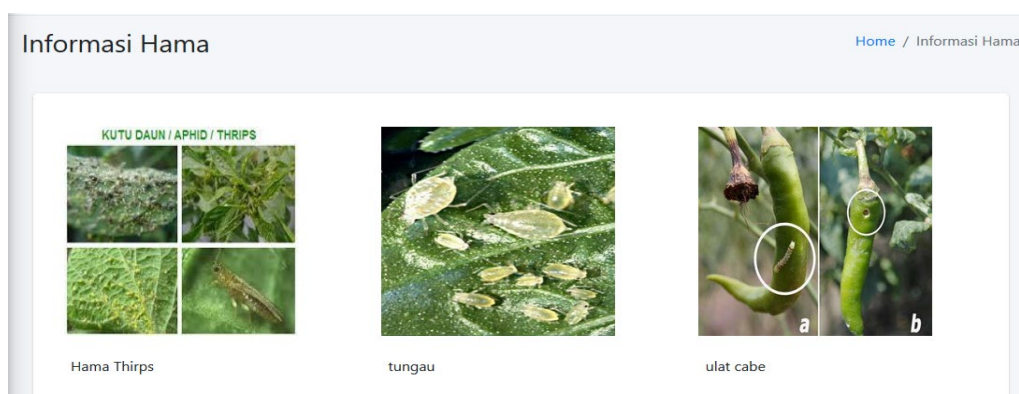 Informasi Hama
Home / Informasi Hama
KUTU DAUN / APHID / THRIPS
a
b
Hama Thirps
tungau
ulat cabe